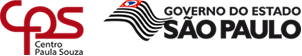 cps
Centro
Paula Souza
GOVERNO DO ESTADO
SÃO PAULO